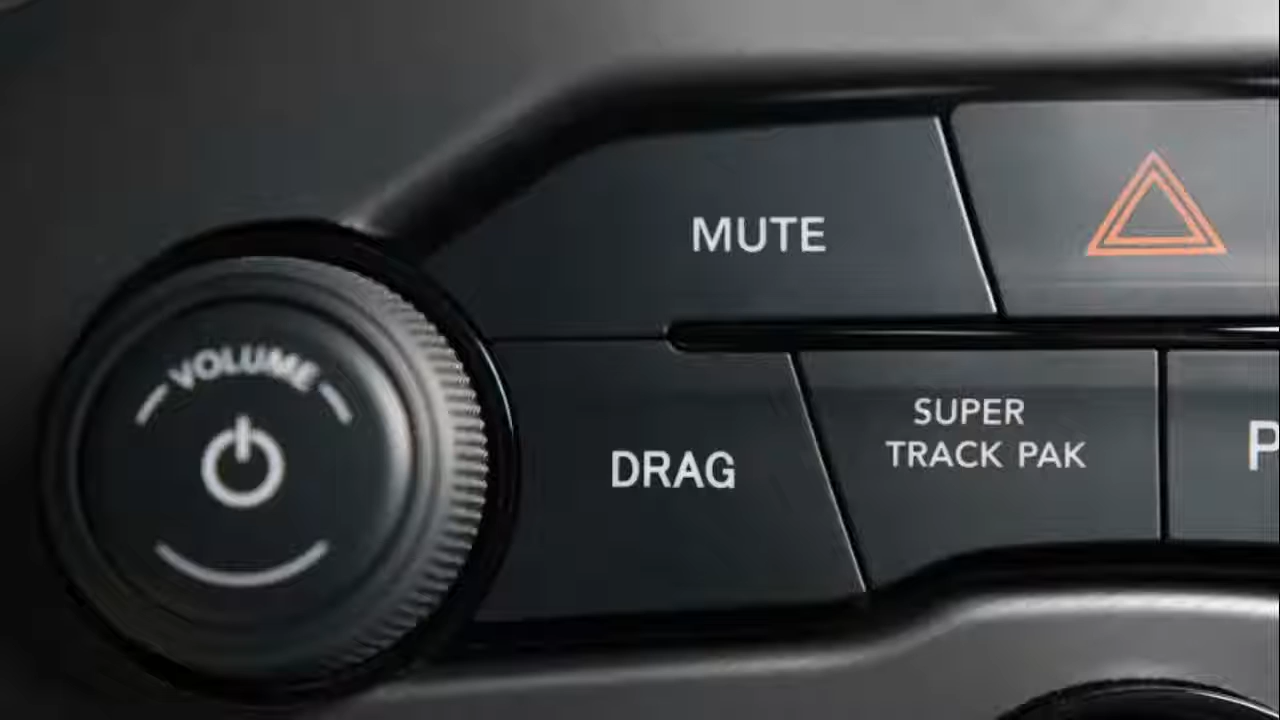 MUTE
VOLUME
DRAG
SUPER
TRACK PAK
P